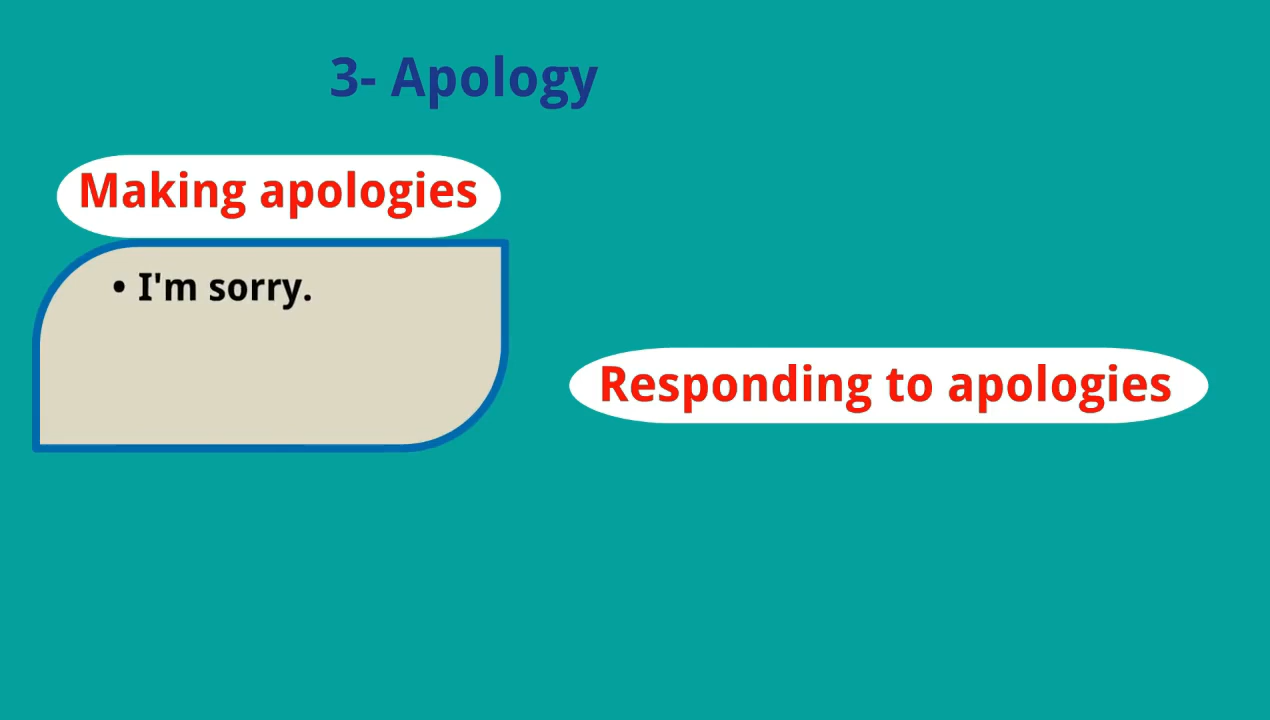 3- Apology
Making apologies
• I'm sorry.
Responding to apologies